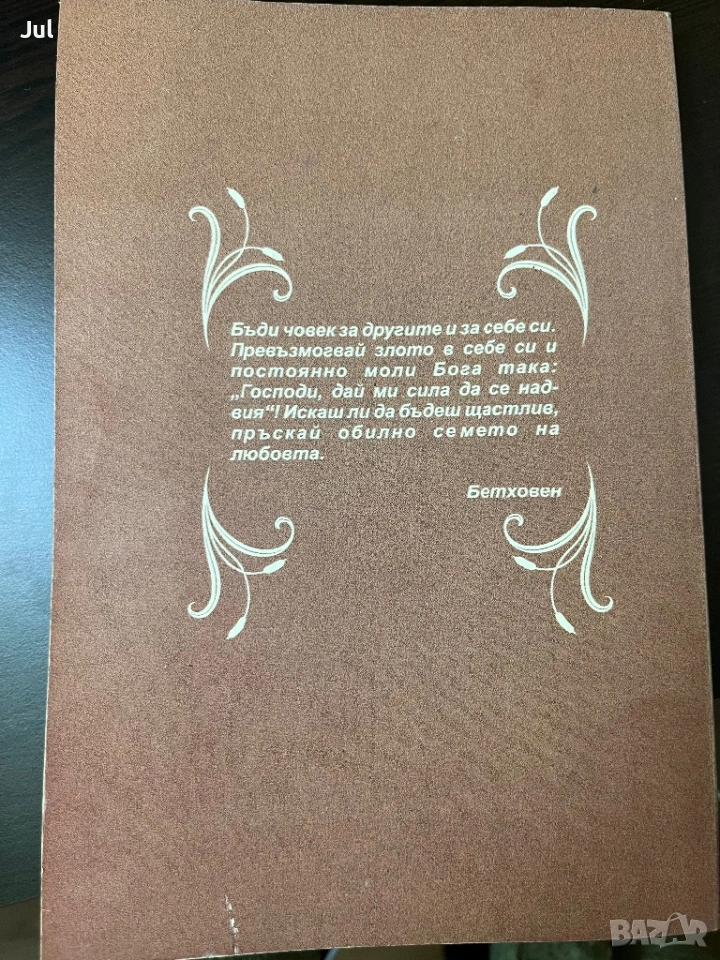 Jul
Бъди човек за другите и за себе си.
Превъзмогвай злото в себе си и
постоянно моли Бога така:
„Господи, дай ми сила да се над-
вия“! Искаш ли да бъдеш щастлив,
пръскай обилно семето на
любовта.
Бетховен
BAZAR